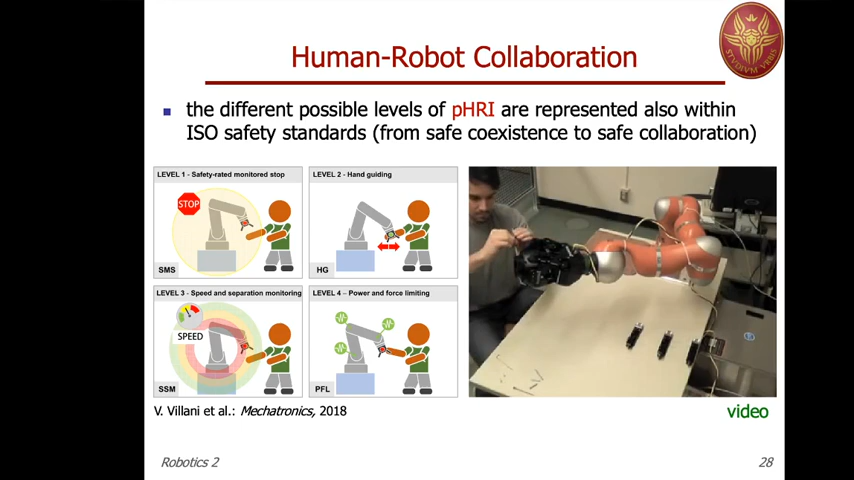 Human-Robot Collaboration
STVDIVM VRBIS
the different possible levels of pHRI are represented also within
ISO safety standards (from safe coexistence to safe collaboration)
LEVEL 1 - Safety-rated monitored stop
STOP
SMS
LEVEL 2 - Hand guiding
HG
LEVEL 3 - Speed and separation monitoring
SPEED
SSM
LEVEL 4 – Power and force limiting
PFL
V. Villani et al.: Mechatronics, 2018
video
Robotics 2
28